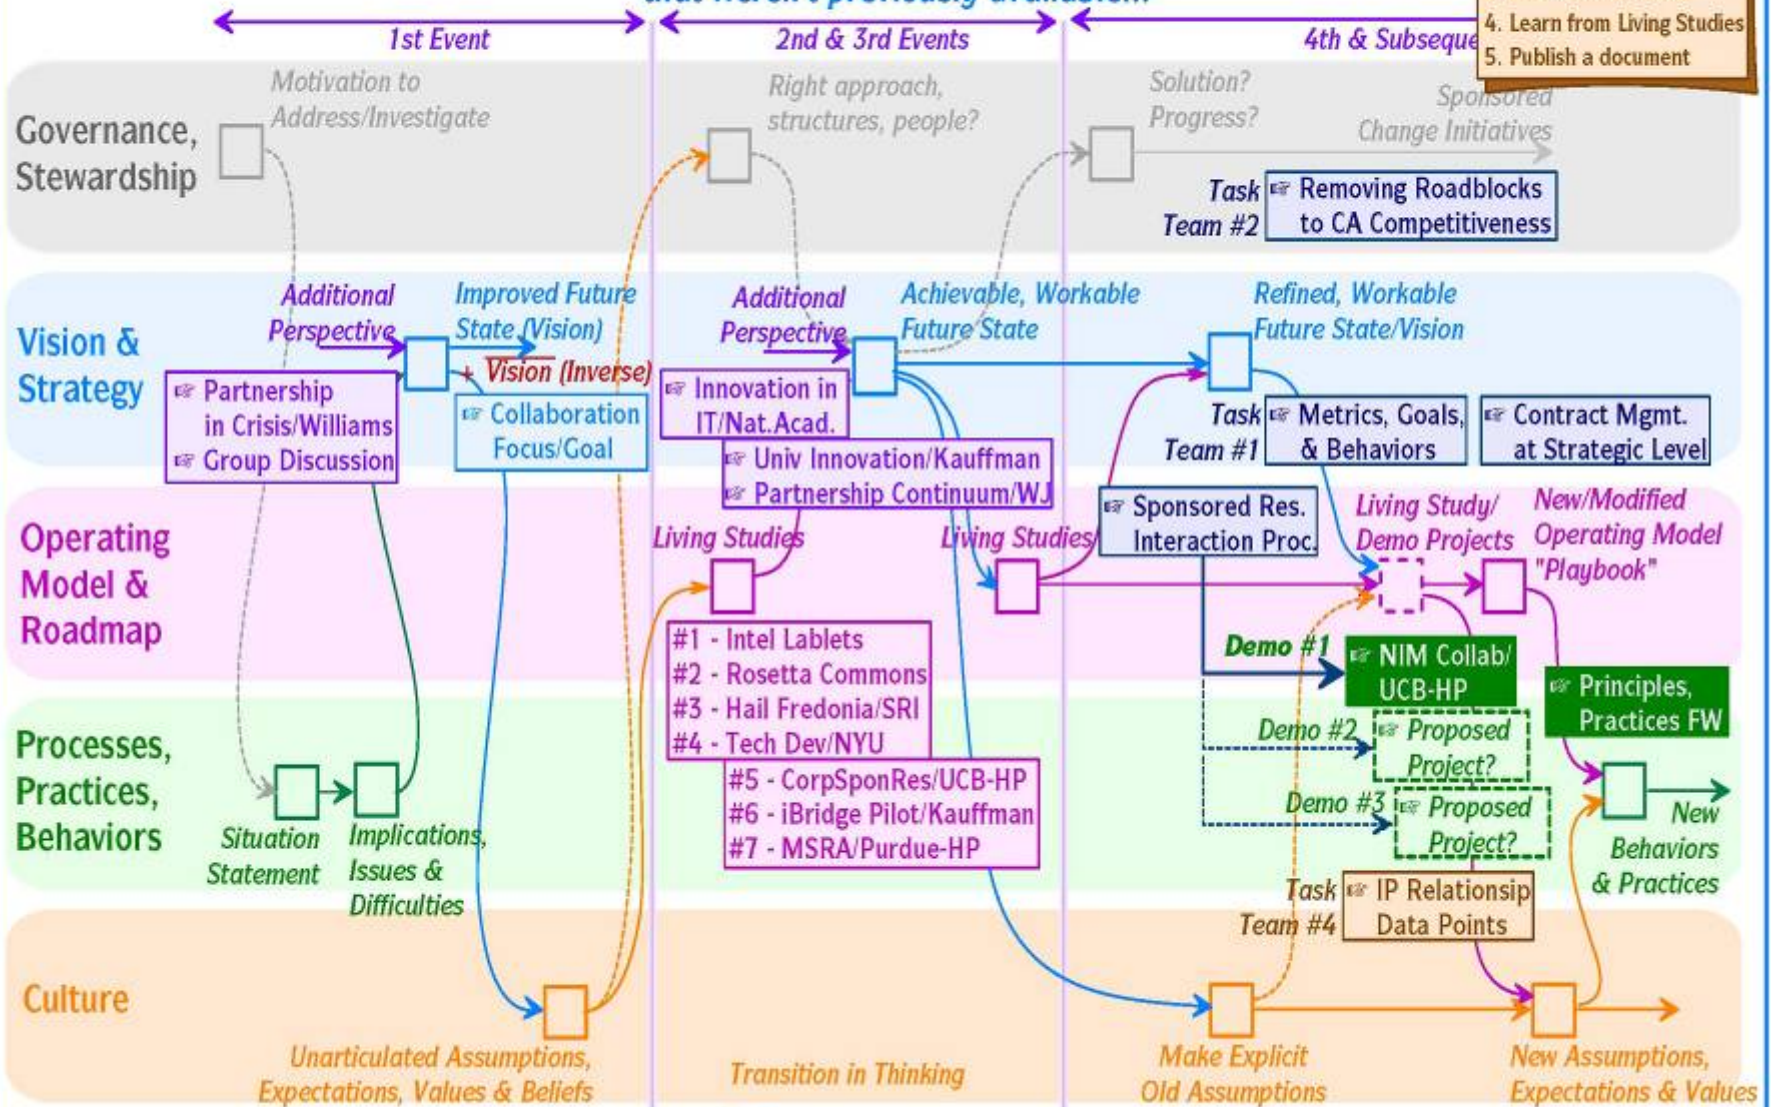 that weren't previously available...
1st Event
2nd & 3rd Events
4th & Subseque
4. Learn from Living Studies
5. Publish a document
Governance,
Stewardship
Motivation to
Address/Investigate
Right approach,
structures, people?
Solution?
Progress?
Sponsored
Change Initiatives
Task
Team #2
☞ Removing Roadblocks
to CA Competitiveness
Vision &
Strategy
Additional
Perspective
Improved Future
State (Vision)
+ Vision (Inverse)
☞ Partnership
in Crisis/Williams
☞ Group Discussion
☞ Collaboration
Focus/Goal
Additional
Perspective
Achievable, Workable
Future State
☞ Innovation in
IT/Nat.Acad.
☞ Univ Innovation/Kauffman
☞ Partnership Continuum/WJ
Refined, Workable
Future State/Vision
Task
Team #1
☞ Metrics, Goals,
& Behaviors
☞ Contract Mgmt.
at Strategic Level
Operating
Model &
Roadmap
Living Studies
Living Studies
☞ Sponsored Res.
Interaction Proc.
Living Study/
Demo Projects
New/Modified
Operating Model
"Playbook"
#1 - Intel Lablets
#2 - Rosetta Commons
#3 - Hail Fredonia/SRI
#4 - Tech Dev/NYU
#5 - CorpSponRes/UCB-HP
#6 - iBridge Pilot/Kauffman
#7 - MSRA/Purdue-HP
Demo #1
☞ NIM Collab/
UCB-HP
☞ Principles,
Practices FW
Processes,
Practices,
Behaviors
Situation
Statement
Implications,
Issues &
Difficulties
Demo #2
☞ Proposed
Project?
Demo #3
☞ Proposed
Project?
New
Behaviors
& Practices
Task
Team #4
☞ IP Relationsip
Data Points
Culture
Unarticulated Assumptions,
Expectations, Values & Beliefs
Transition in Thinking
Make Explicit
Old Assumptions
New Assumptions,
Expectations & Values